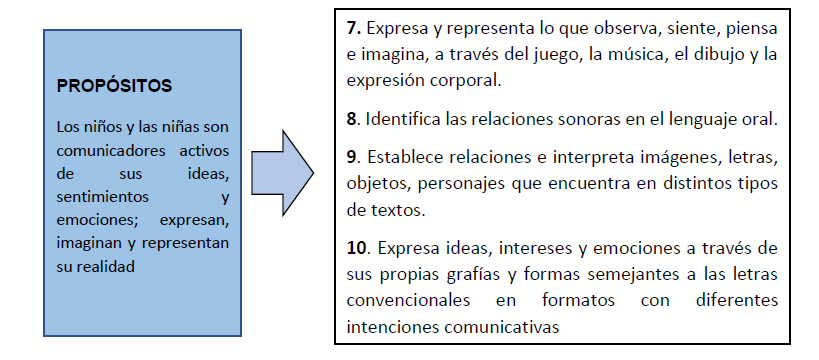 PROPÓSITOS
Los niños y las niñas son
comunicadores activos
de sus ideas,
sentimientos y
emociones; expresan,
imaginan y representan
su realidad
7. Expresa y representa lo que observa, siente, piensa
e imagina, a través del juego, la música, el dibujo y la
expresión corporal.
8. Identifica las relaciones sonoras en el lenguaje oral.
9. Establece relaciones e interpreta imágenes, letras,
objetos, personajes que encuentra en distintos tipos
de textos.
10. Expresa ideas, intereses y emociones a través de
sus propias grafías y formas semejantes a las letras
convencionales en formatos con diferentes
intenciones comunicativas